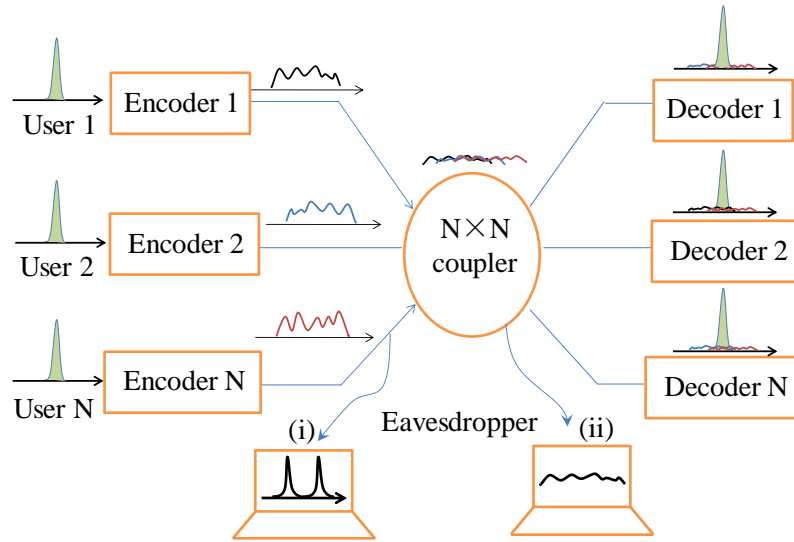 Encoder 1
User 1
Decoder 1
Encoder 2
User 2
N×N
coupler
Decoder 2
Encoder N
User N
Decoder N
(i)
Eavesdropper
(ii)